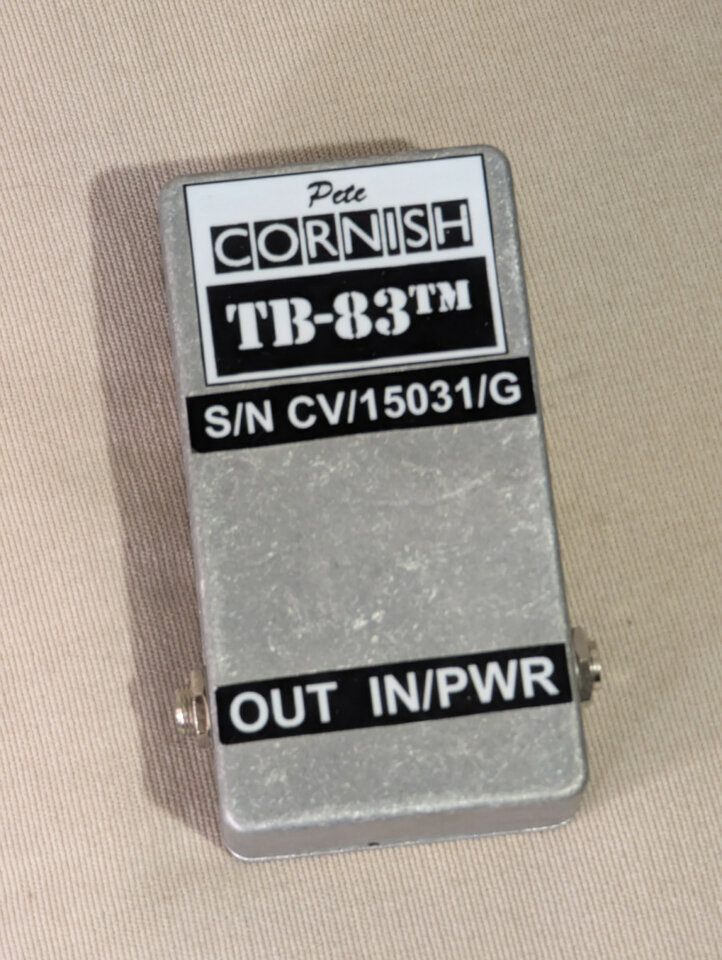 Pete
CORNISH
TB-83™
S/N CV/15031/G
OUT IN/PWR